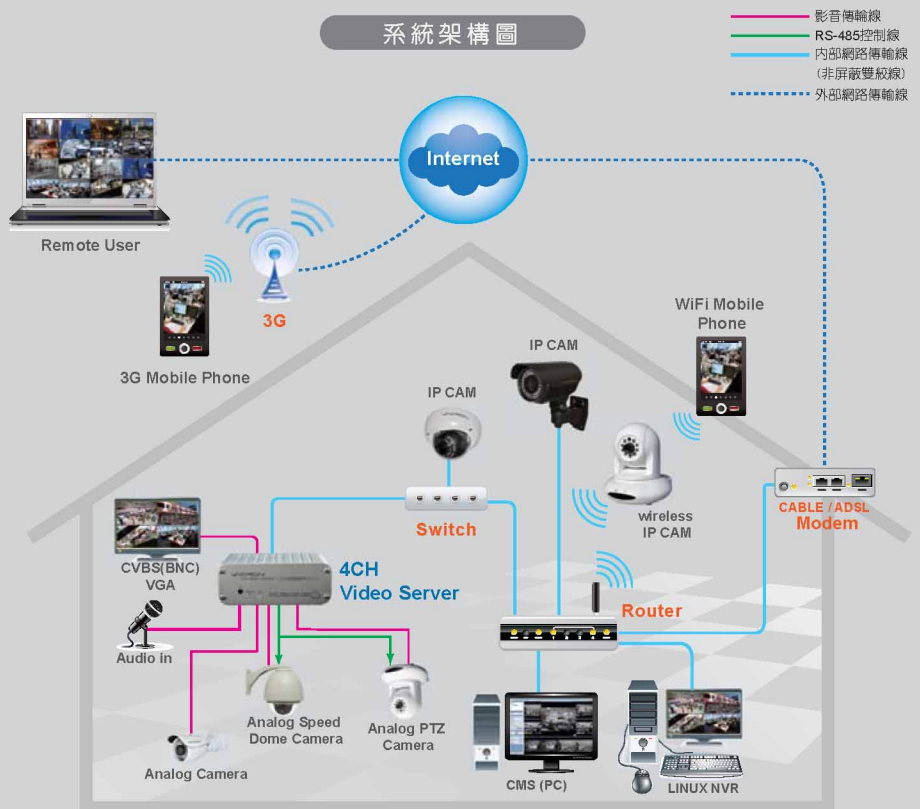 系統架構圖
影音傳輸線
RS-485控制線
內部網路傳輸線
(非屏蔽雙絞線)
外部網路傳輸線
Internet
Remote User
3G
3G Mobile Phone
WiFi Mobile
Phone
IP CAM
IP CAM
wireless
IP CAM
Switch
CABLE / ADSL
Modem
CVBS(BNC)
VGA
4CH
Video Server
Router
Audio in
Analog Speed
Dome Camera
Analog PTZ
Camera
Analog Camera
CMS (PC)
LINUX NVR